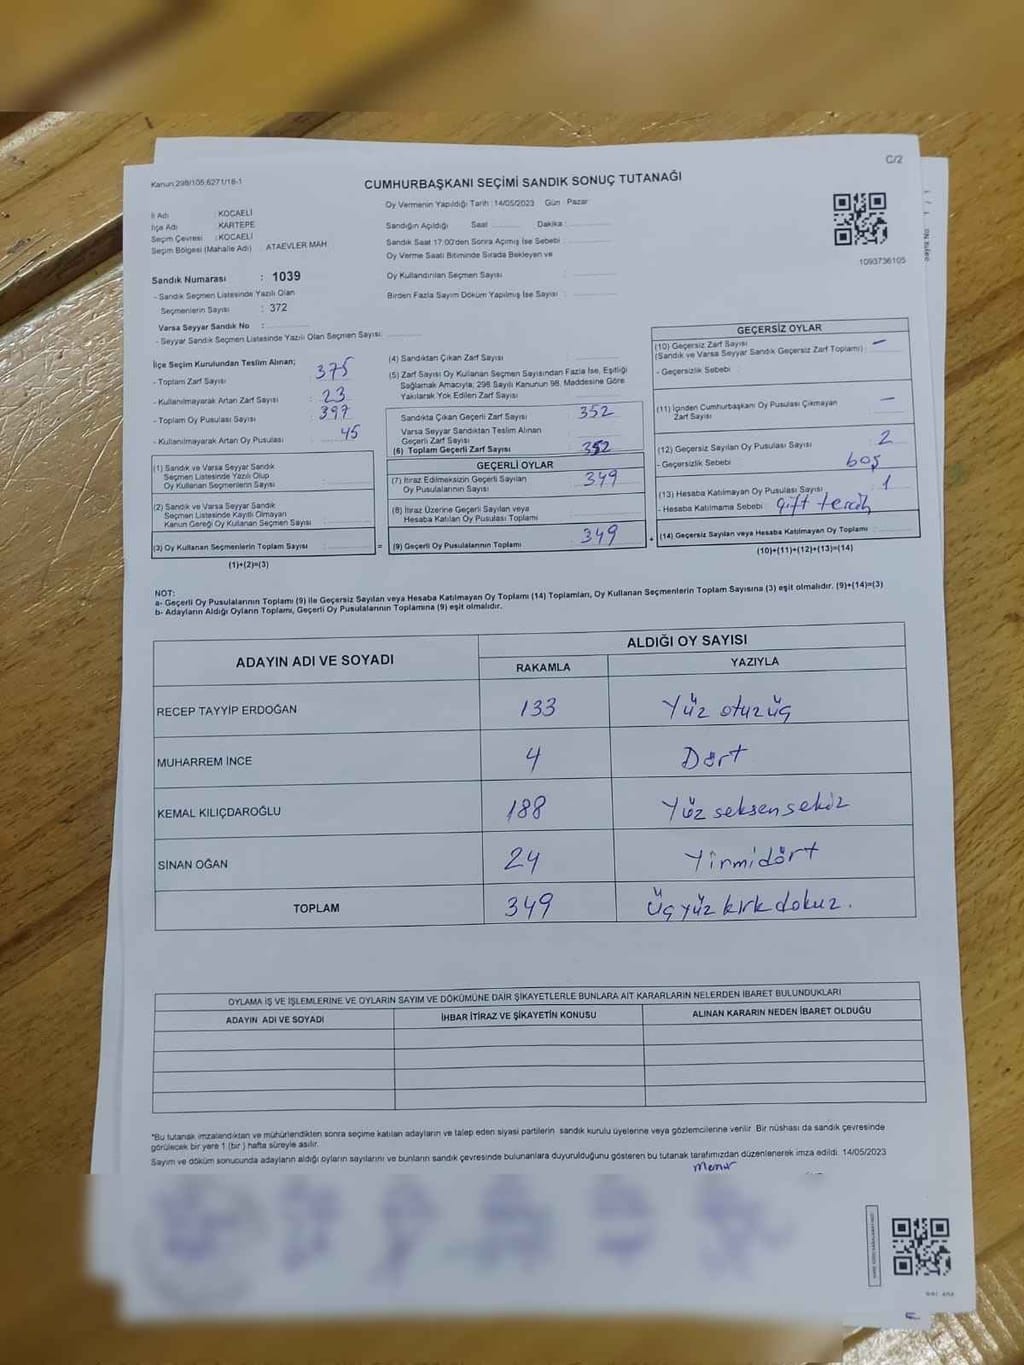 C/2
Kanun 298/105;6271/18-1
CUMHURBAŞKANI SEÇİMİ SANDIK SONUÇ TUTANAĞI
İl Adı : KOCAELİ
İlçe Adı : KARTEPE
Seçim Çevresi : KOCAELİ
Seçim Bölgesi (Mahalle Adı) : ATAEVLER MAH
Sandık Numarası : 1039
- Sandık Seçmen Listesinde Yazılı Olan
Seçmenlerin Sayısı : 372
Varsa Seyyar Sandık No :
- Seyyar Sandık Seçmen Listesinde Yazılı Olan Seçmen Sayısı:
Oy Vermenin Yapıldığı Tarih :14/05/2023 Gün : Pazar
Sandığın Açıldığı Saat Dakika :
Sandık Saat 17:00'den Sonra Açımış İse Sebebi :
Oy Verme Saati Bitiminde Sırada Bekleyen ve
Oy Kullandırılan Seçmen Sayısı :
Birden Fazla Sayım Döküm Yapılmış İse Sayısı :
1093736105
Sayfa No: 1 / 1
İlçe Seçim Kurulundan Teslim Alınan;
- Toplam Zarf Sayısı : 375
- Kullanılmayarak Artan Zarf Sayısı : 23
- Toplam Oy Pusulası Sayısı : 397
- Kullanılmayarak Artan Oy Pusulası : 45
(1) Sandık ve Varsa Seyyar Sandık
Seçmen Listesinde Yazılı Olup
Oy Kullanan Seçmenlerin Sayısı :
(2) Sandık ve Varsa Seyyar Sandık
Seçmen Listesinde Kayıtlı Olmayan
Kanun Gereği Oy Kullanan Seçmen Sayısı :
(3) Oy Kullanan Seçmenlerin Toplam Sayısı :
(1)+(2)=(3)
(4) Sandıktan Çıkan Zarf Sayısı :
(5) Zarf Sayısı Oy Kullanan Seçmen Sayısından Fazla İse, Eşitliği
Sağlamak Amacıyla; 298 Sayılı Kanunun 98. Maddesine Göre
Yakılarak Yok Edilen Zarf Sayısı :
Sandıkta Çıkan Geçerli Zarf Sayısı : 352
Varsa Seyyar Sandıktan Teslim Alınan
Geçerli Zarf Sayısı :
(6) Toplam Geçerli Zarf Sayısı : 352
GEÇERLİ OYLAR
(7) İtiraz Edilmeksizin Geçerli Sayılan
Oy Pusulalarının Sayısı : 349
(8) İtiraz Üzerine Geçerli Sayılan veya
Hesaba Katılan Oy Pusulası Toplamı :
(9) Geçerli Oy Pusulalarının Toplamı : 349
GEÇERSİZ OYLAR
(10) Geçersiz Zarf Sayısı : –
(Sandık ve Varsa Seyyar Sandık Geçersiz Zarf Toplamı)
- Geçersizlik Sebebi :
(11) İçinden Cumhurbaşkanı Oy Pusulası Çıkmayan –
Zarf Sayısı :
(12) Geçersiz Sayılan Oy Pusulası Sayısı : 2
- Geçersizlik Sebebi : boş
(13) Hesaba Katılmayan Oy Pusulası Sayısı : 1
- Hesaba Katılmama Sebebi : çift tercih
(14) Geçersiz Sayılan veya Hesaba Katılmayan Oy Toplamı :
(10)+(11)+(12)+(13)=(14)
NOT:
a- Geçerli Oy Pusulalarının Toplamı (9) ile Geçersiz Sayılan veya Hesaba Katılmayan Oy Toplamı (14) Toplamları, Oy Kullanan Seçmenlerin Toplam Sayısına (3) eşit olmalıdır. (9)+(14)=(3)
b- Adayların Aldığı Oyların Toplamı, Geçerli Oy Pusulalarının Toplamına (9) eşit olmalıdır.
ADAYIN ADI VE SOYADI
ALDIĞI OY SAYISI
RAKAMLA YAZIYLA
RECEP TAYYİP ERDOĞAN 133 Yüz otuzüç
MUHARREM İNCE 4 Dört
KEMAL KILIÇDAROĞLU 188 Yüz seksen sekiz
SİNAN OĞAN 24 Yirmidört
TOPLAM 349 Üçyüz kırk dokuz.
OYLAMA İŞ VE İŞLEMLERİNE VE OYLARIN SAYIM VE DÖKÜMÜNE DAİR ŞİKAYETLERLE BUNLARA AİT KARARLARIN NELERDEN İBARET BULUNDUKLARI
ADAYIN ADI VE SOYADI İHBAR İTİRAZ VE ŞİKAYETİN KONUSU ALINAN KARARIN NEDEN İBARET OLDUĞU
*Bu tutanak imzalandıktan ve mühürlendikten sonra seçime katılan adayların ve talep eden siyasi partilerin sandık kurulu üyelerine veya gözlemcilerine verilir. Bir nüshası da sandık çevresinde
görülecek bir yere 1 (bir ) hafta süreyle asılır.
Sayım ve döküm sonucunda adayların aldığı oyların sayılarını ve bunların sandık çevresinde bulunanlara duyurulduğunu gösteren bu tutanak tarafımızdan düzenlenerek imza edildi. 14/05/2023